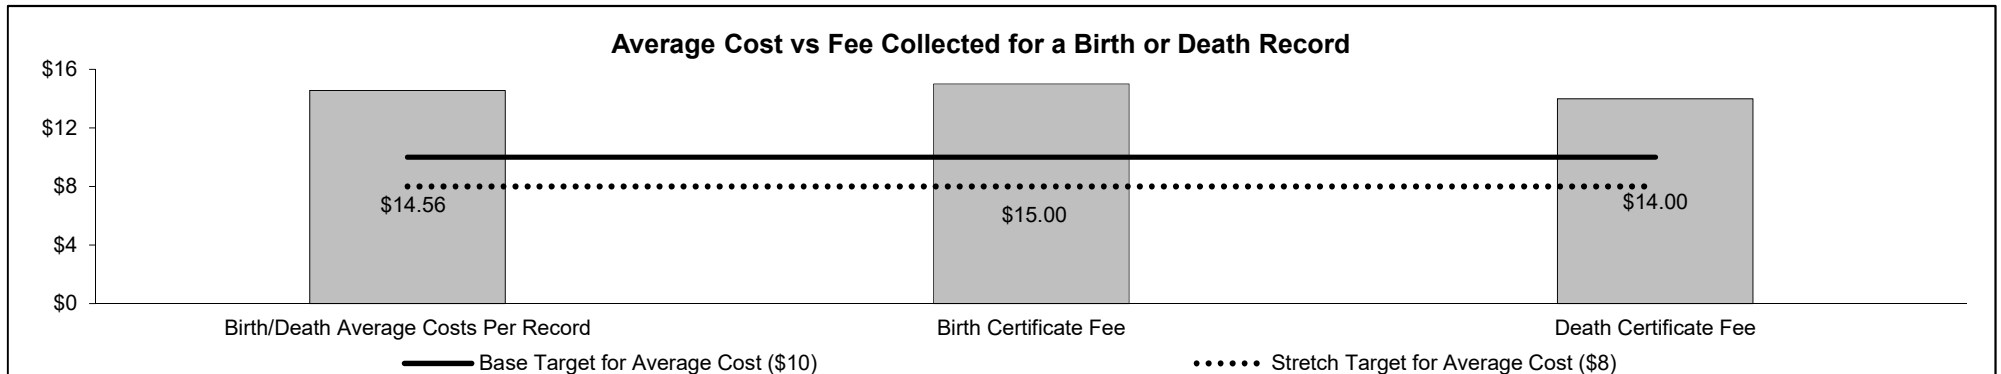 Average Cost vs Fee Collected for a Birth or Death Record
$16
$12
$8
$4
$0
$14.56
$15.00
$14.00
Birth/Death Average Costs Per Record
Birth Certificate Fee
Death Certificate Fee
Base Target for Average Cost ($10)
Stretch Target for Average Cost ($8)